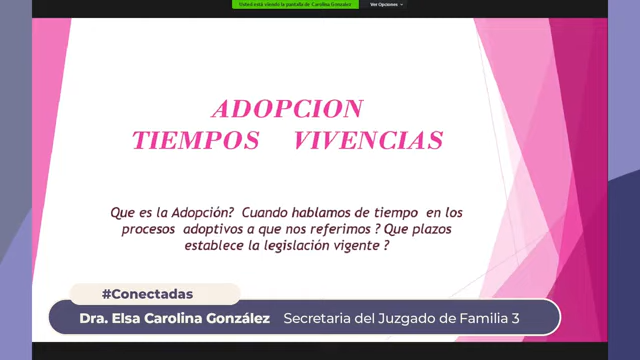 Usted está viendo la pantalla de Carolina Gonzalez Ver Opciones
ADOPCION
TIEMPOS VIVENCIAS
Que es la Adopción? Cuando hablamos de tiempo en los
procesos adoptivos a que nos referimos ? Que plazos
establece la legislación vigente ?
#Conectadas
Dra. Elsa Carolina González Secretaria del Juzgado de Familia 3